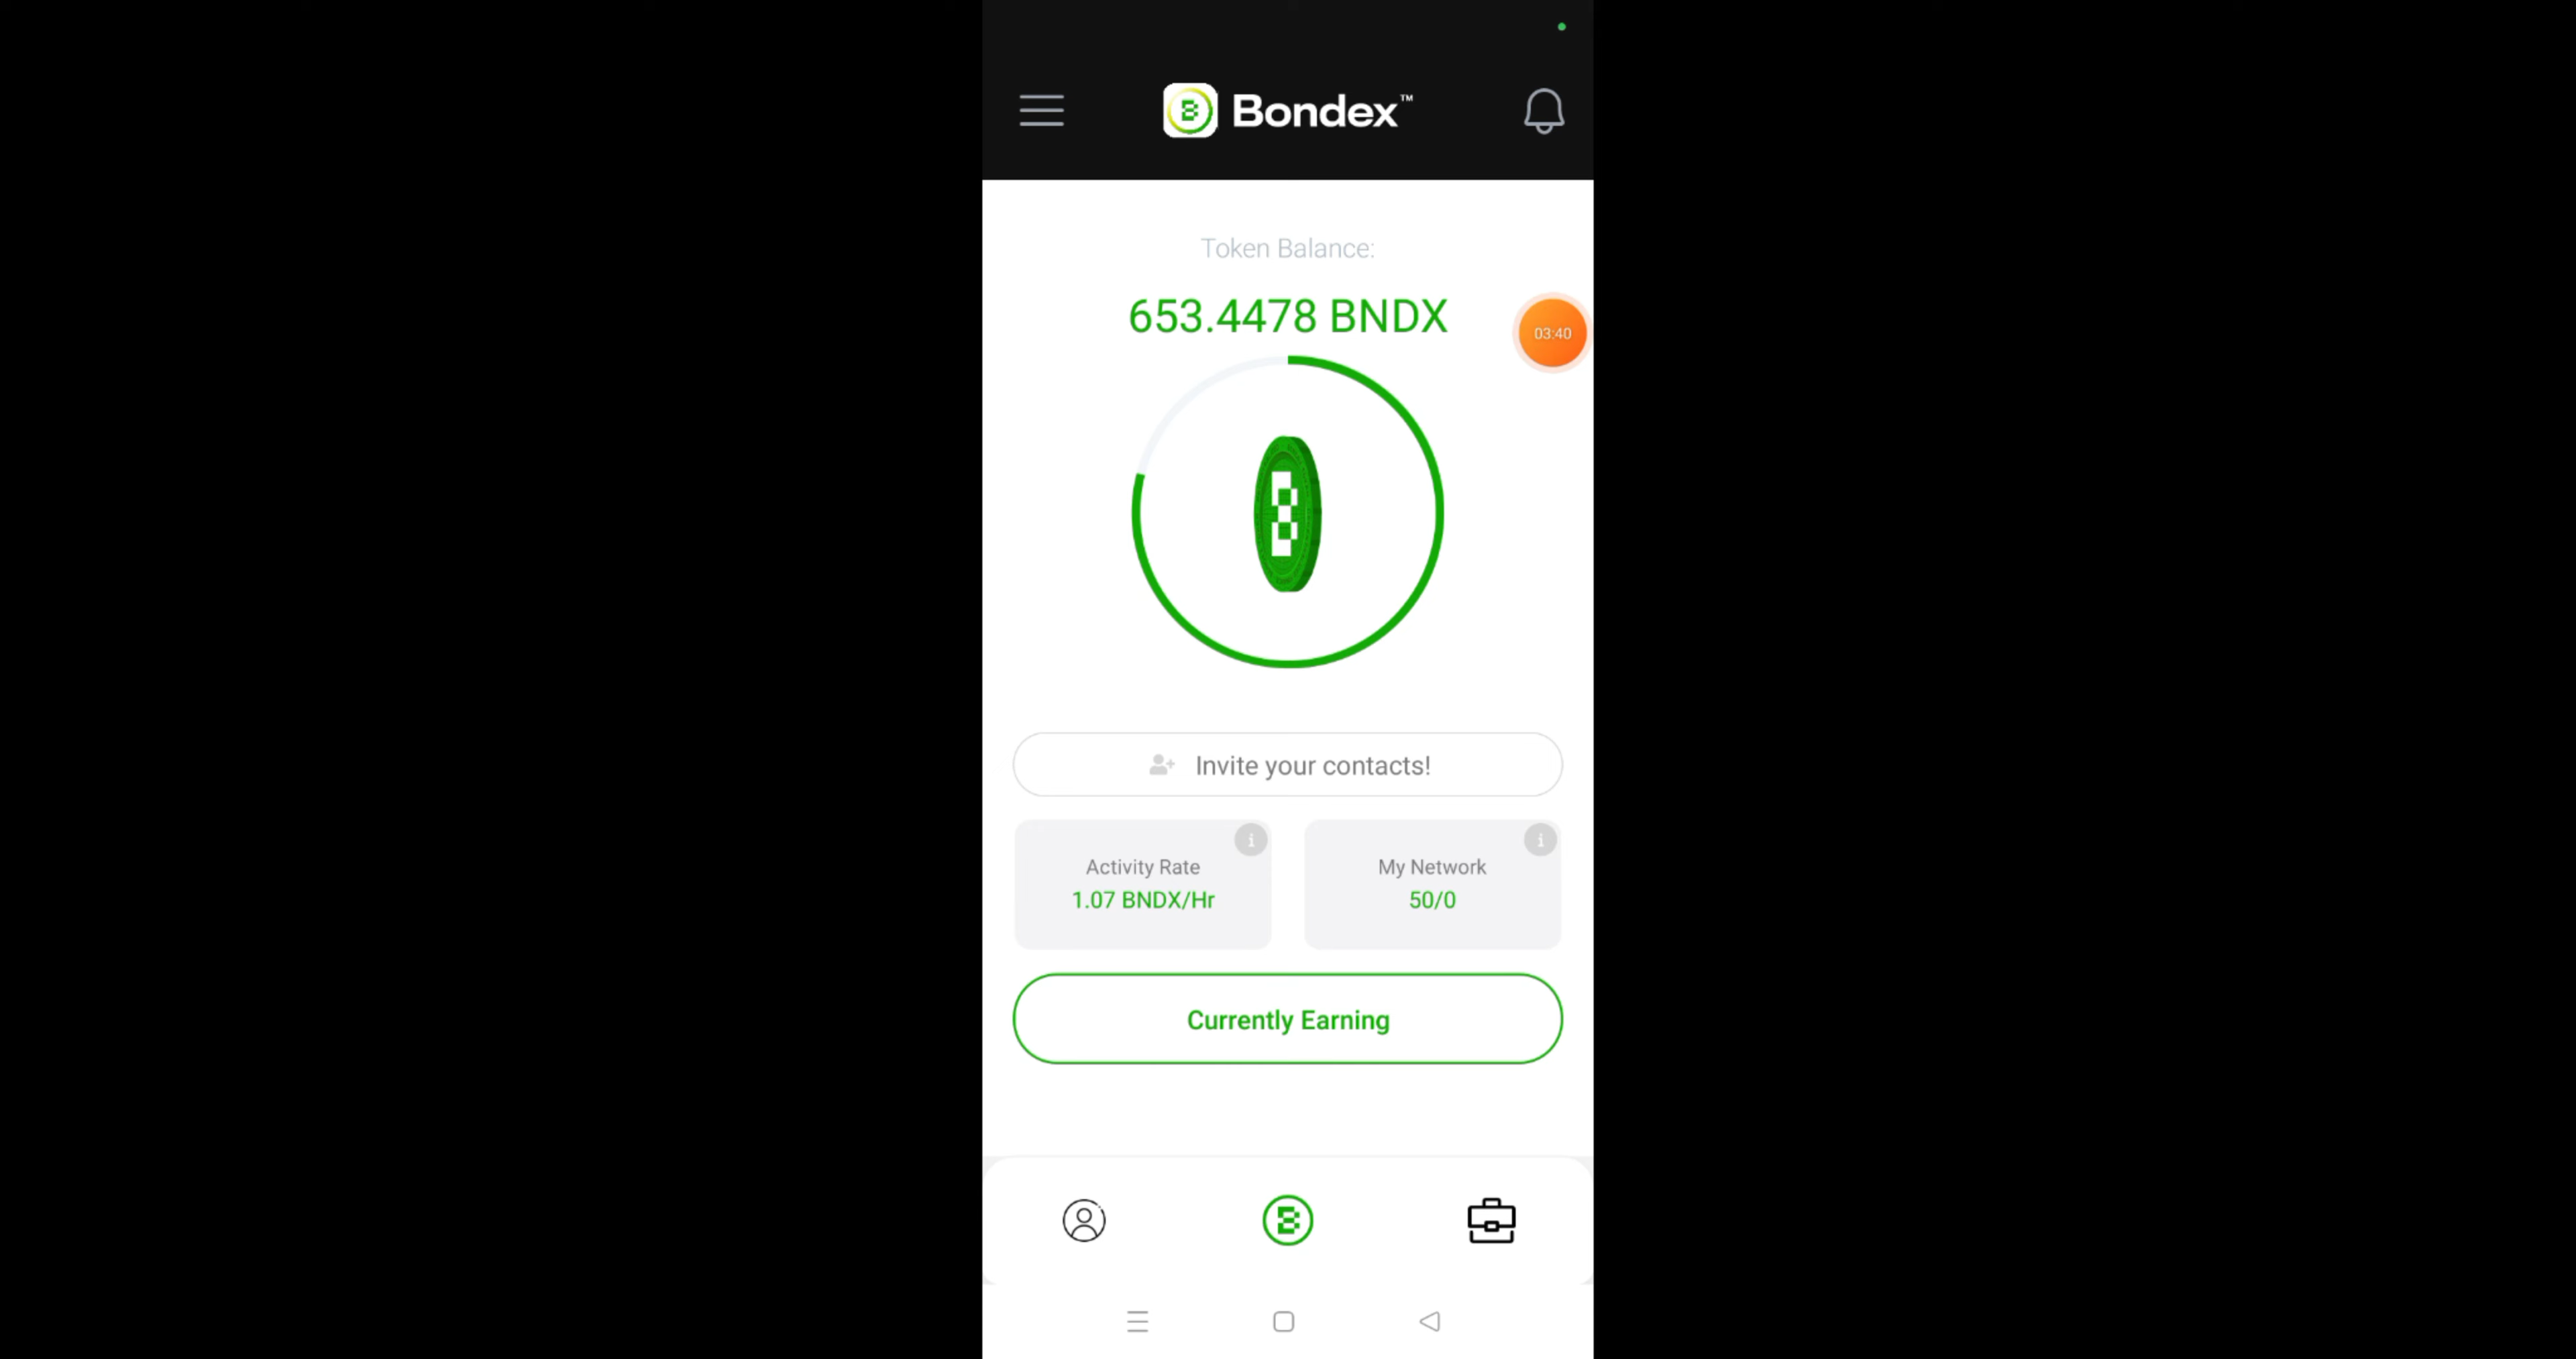 Bondex™
Token Balance:
653.4478 BNDX
03:40
Invite your contacts!
Activity Rate
1.07 BNDX/Hr
My Network
50/0
Currently Earning